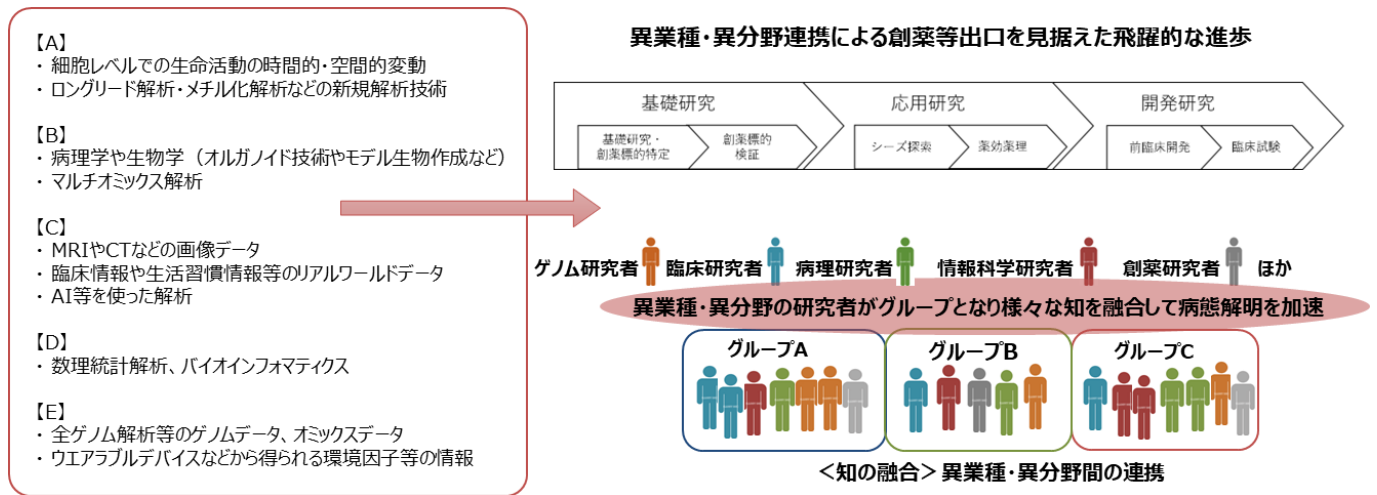 【A】
・ 細胞レベルでの生命活動の時間的・空間的変動
・ ロングリード解析・メチル化解析などの新規解析技術
【B】
・ 病理学や生物学（オルガノイド技術やモデル生物作成など）
・ マルチオミックス解析
【C】
・ MRIやCTなどの画像データ
・ 臨床情報や生活習慣情報等のリアルワールドデータ
・ AI等を使った解析
【D】
・ 数理統計解析、バイオインフォマティクス
【E】
・ 全ゲノム解析等のゲノムデータ、オミックスデータ
・ ウエアラブルデバイスなどから得られる環境因子等の情報
異業種・異分野連携による創薬等出口を見据えた飛躍的な進歩
基礎研究
応用研究
開発研究
基礎研究・
創薬標的特定
創薬標的
検証
シーズ探索
薬効薬理
前臨床開発
臨床試験
ゲノム研究者
臨床研究者
病理研究者
情報科学研究者
創薬研究者
ほか
異業種・異分野の研究者がグループとなり様々な知を融合して病態解明を加速
グループA
グループB
グループC
＜知の融合＞ 異業種・異分野間の連携